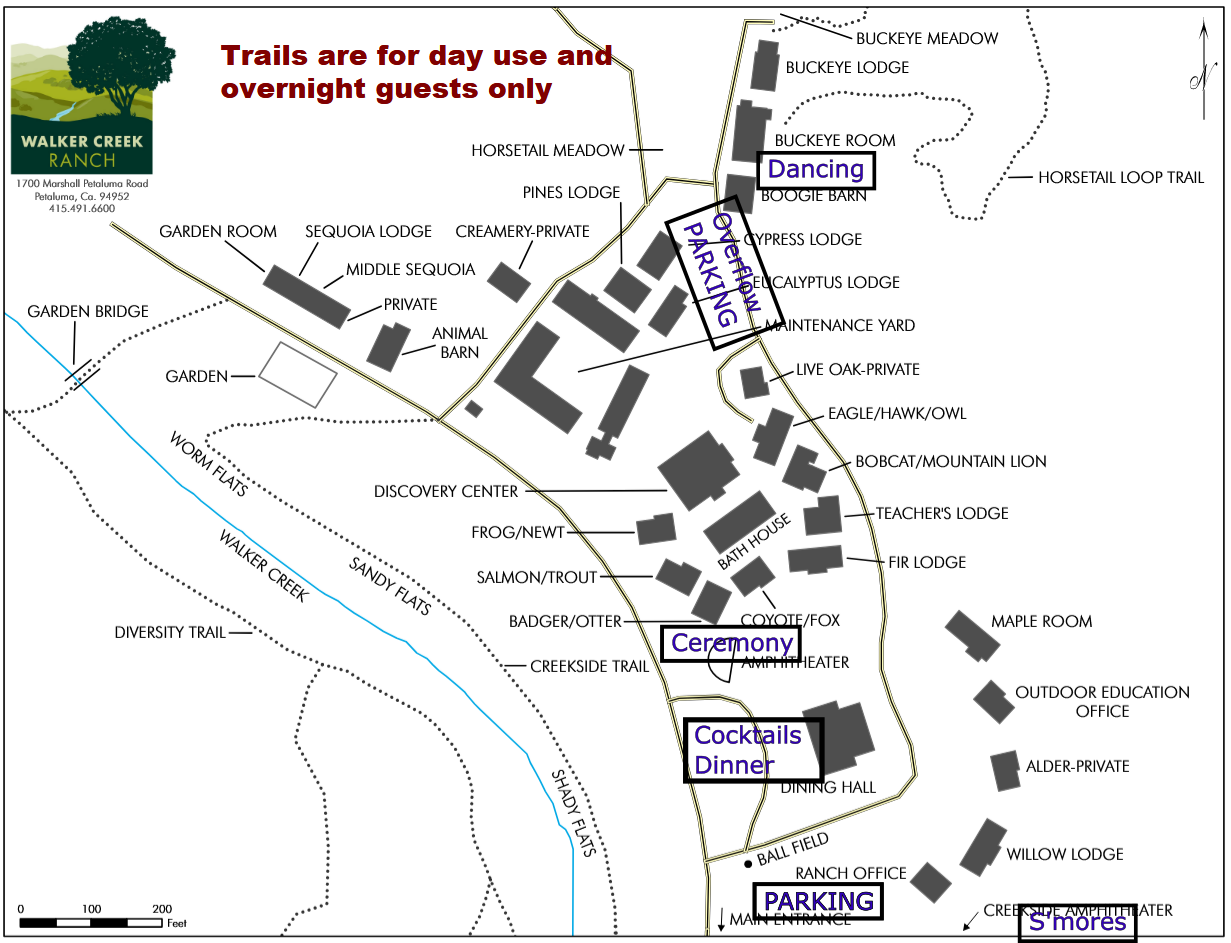 WALKER CREEK
RANCH
1700 Marshall Petaluma Road
Petaluma, Ca. 94952
415.491.6600
Trails are for day use and
overnight guests only
BUCKEYE MEADOW
BUCKEYE LODGE
N
BUCKEYE ROOM
HORSETAIL MEADOW
Dancing
HORSETAIL LOOP TRAIL
PINES LODGE
BOOGIE BARN
GARDEN ROOM
SEQUOIA LODGE
CREAMERY-PRIVATE
Overflow
PARKING
CYPRESS LODGE
MIDDLE SEQUOIA
EUCALYPTUS LODGE
PRIVATE
GARDEN BRIDGE
MAINTENANCE YARD
ANIMAL
BARN
GARDEN
LIVE OAK-PRIVATE
EAGLE/HAWK/OWL
WORM FLATS
BOBCAT/MOUNTAIN LION
DISCOVERY CENTER
TEACHER'S LODGE
FROG/NEWT
BATH HOUSE
WALKER CREEK
SANDY FLATS
FIR LODGE
SALMON/TROUT
BADGER/OTTER
COYOTE/FOX
MAPLE ROOM
DIVERSITY TRAIL
Ceremony
CREEKSIDE TRAIL
AMPHITHEATER
OUTDOOR EDUCATION
OFFICE
Cocktails
Dinner
ALDER-PRIVATE
DINING HALL
SHADY FLATS
BALL FIELD
WILLOW LODGE
RANCH OFFICE
PARKING
MAIN ENTRANCE
CREEKSIDE AMPHITHEATER
S'mores
0 100 200
Feet